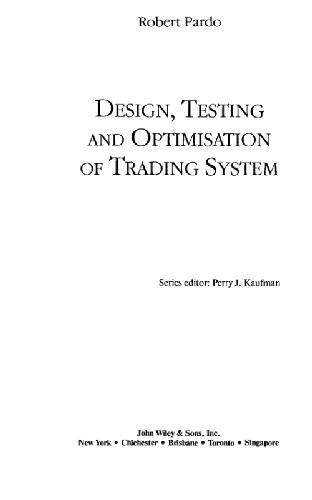 Robert Pardo
DESIGN, TESTING
AND OPTIMISATION
OF TRADING SYSTEM
Series editor: Perry J. Kaufman
John Wiley & Sons, Inc.
New York • Chichester • Brisbane • Toronto • Singapore